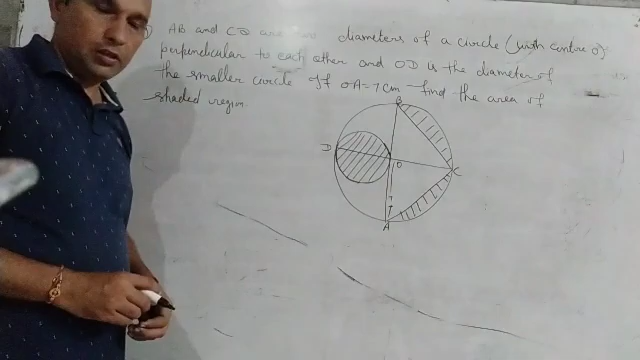 AB and CD are two diameters of a circle (with centre O)
perpendicular to each other and OD is the diameter of
the smaller circle If OA=7cm find the area of
shaded region.
B
D
O
C
7
A